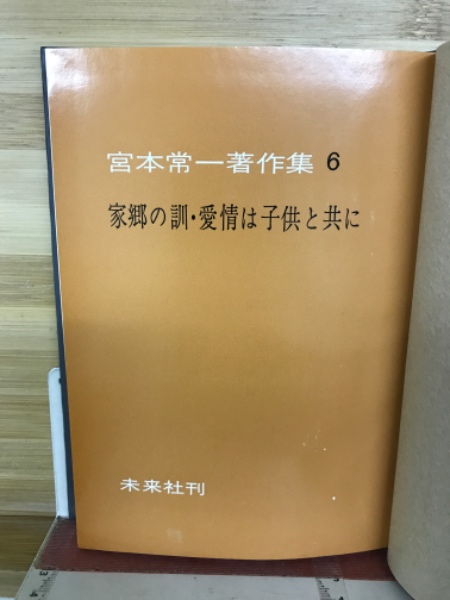 宮本常一著作集 6
家郷の訓・愛情は子供と共に
未来社刊